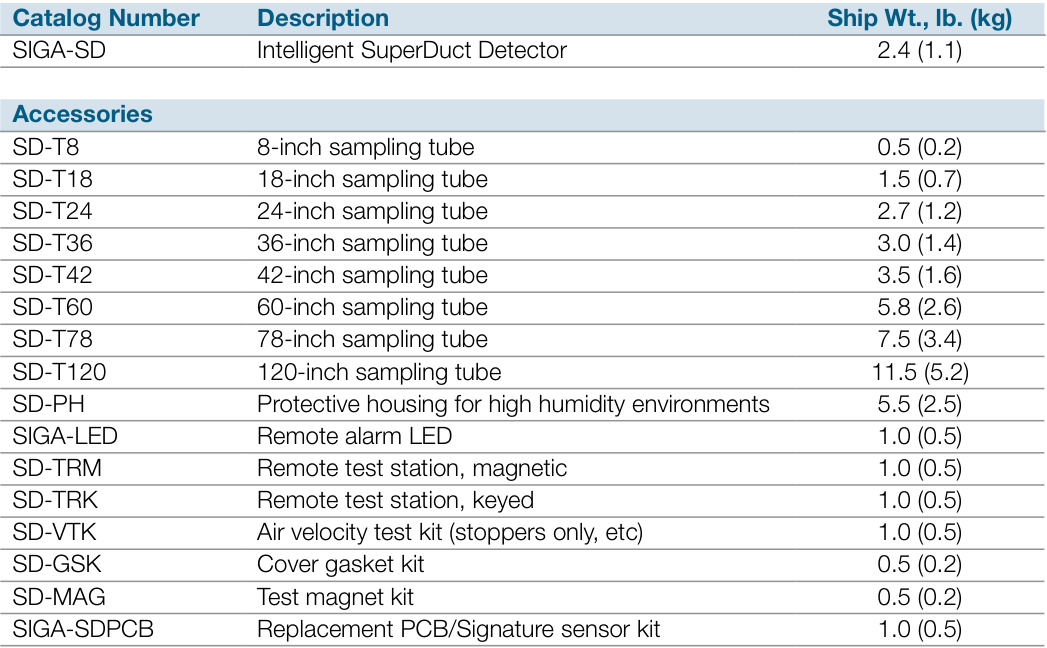 Catalog Number Description Ship Wt., lb. (kg)
SIGA-SD Intelligent SuperDuct Detector 2.4 (1.1)
Accessories
SD-T8 8-inch sampling tube 0.5 (0.2)
SD-T18 18-inch sampling tube 1.5 (0.7)
SD-T24 24-inch sampling tube 2.7 (1.2)
SD-T36 36-inch sampling tube 3.0 (1.4)
SD-T42 42-inch sampling tube 3.5 (1.6)
SD-T60 60-inch sampling tube 5.8 (2.6)
SD-T78 78-inch sampling tube 7.5 (3.4)
SD-T120 120-inch sampling tube 11.5 (5.2)
SD-PH Protective housing for high humidity environments 5.5 (2.5)
SIGA-LED Remote alarm LED 1.0 (0.5)
SD-TRM Remote test station, magnetic 1.0 (0.5)
SD-TRK Remote test station, keyed 1.0 (0.5)
SD-VTK Air velocity test kit (stoppers only, etc) 1.0 (0.5)
SD-GSK Cover gasket kit 0.5 (0.2)
SD-MAG Test magnet kit 0.5 (0.2)
SIGA-SDPCB Replacement PCB/Signature sensor kit 1.0 (0.5)